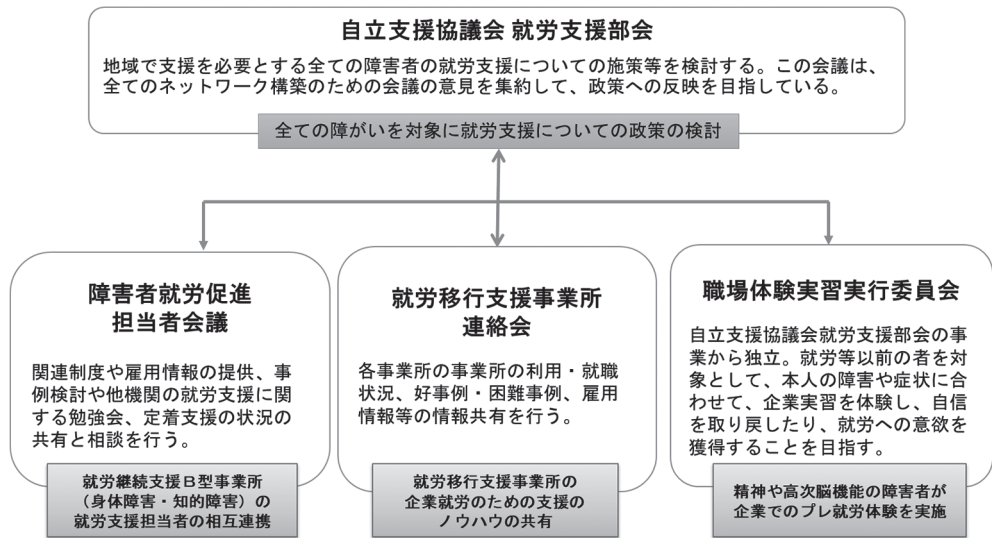 自立支援協議会 就労支援部会
地域で支援を必要とする全ての障害者の就労支援についての施策等を検討する。この会議は、
全てのネットワーク構築のための会議の意見を集約して、政策への反映を目指している。
全ての障がいを対象に就労支援についての政策の検討
障害者就労促進
担当者会議
関連制度や雇用情報の提供、事
例検討や他機関の就労支援に関
する勉強会、定着支援の状況の
共有と相談を行う。
就労継続支援B型事業所
（身体障害・知的障害）の
就労支援担当者の相互連携
就労移行支援事業所
連絡会
各事業所の事業所の利用・就職
状況、好事例・困難事例、雇用
情報等の情報共有を行う。
就労移行支援事業所の
企業就労のための支援の
ノウハウの共有
職場体験実習実行委員会
自立支援協議会就労支援部会の事
業から独立。就労等以前の者を対
象として、本人の障害や症状に合
わせて、企業実習を体験し、自信
を取り戻したり、就労への意欲を
獲得することを目指す。
精神や高次脳機能の障害者が
企業でのプレ就労体験を実施